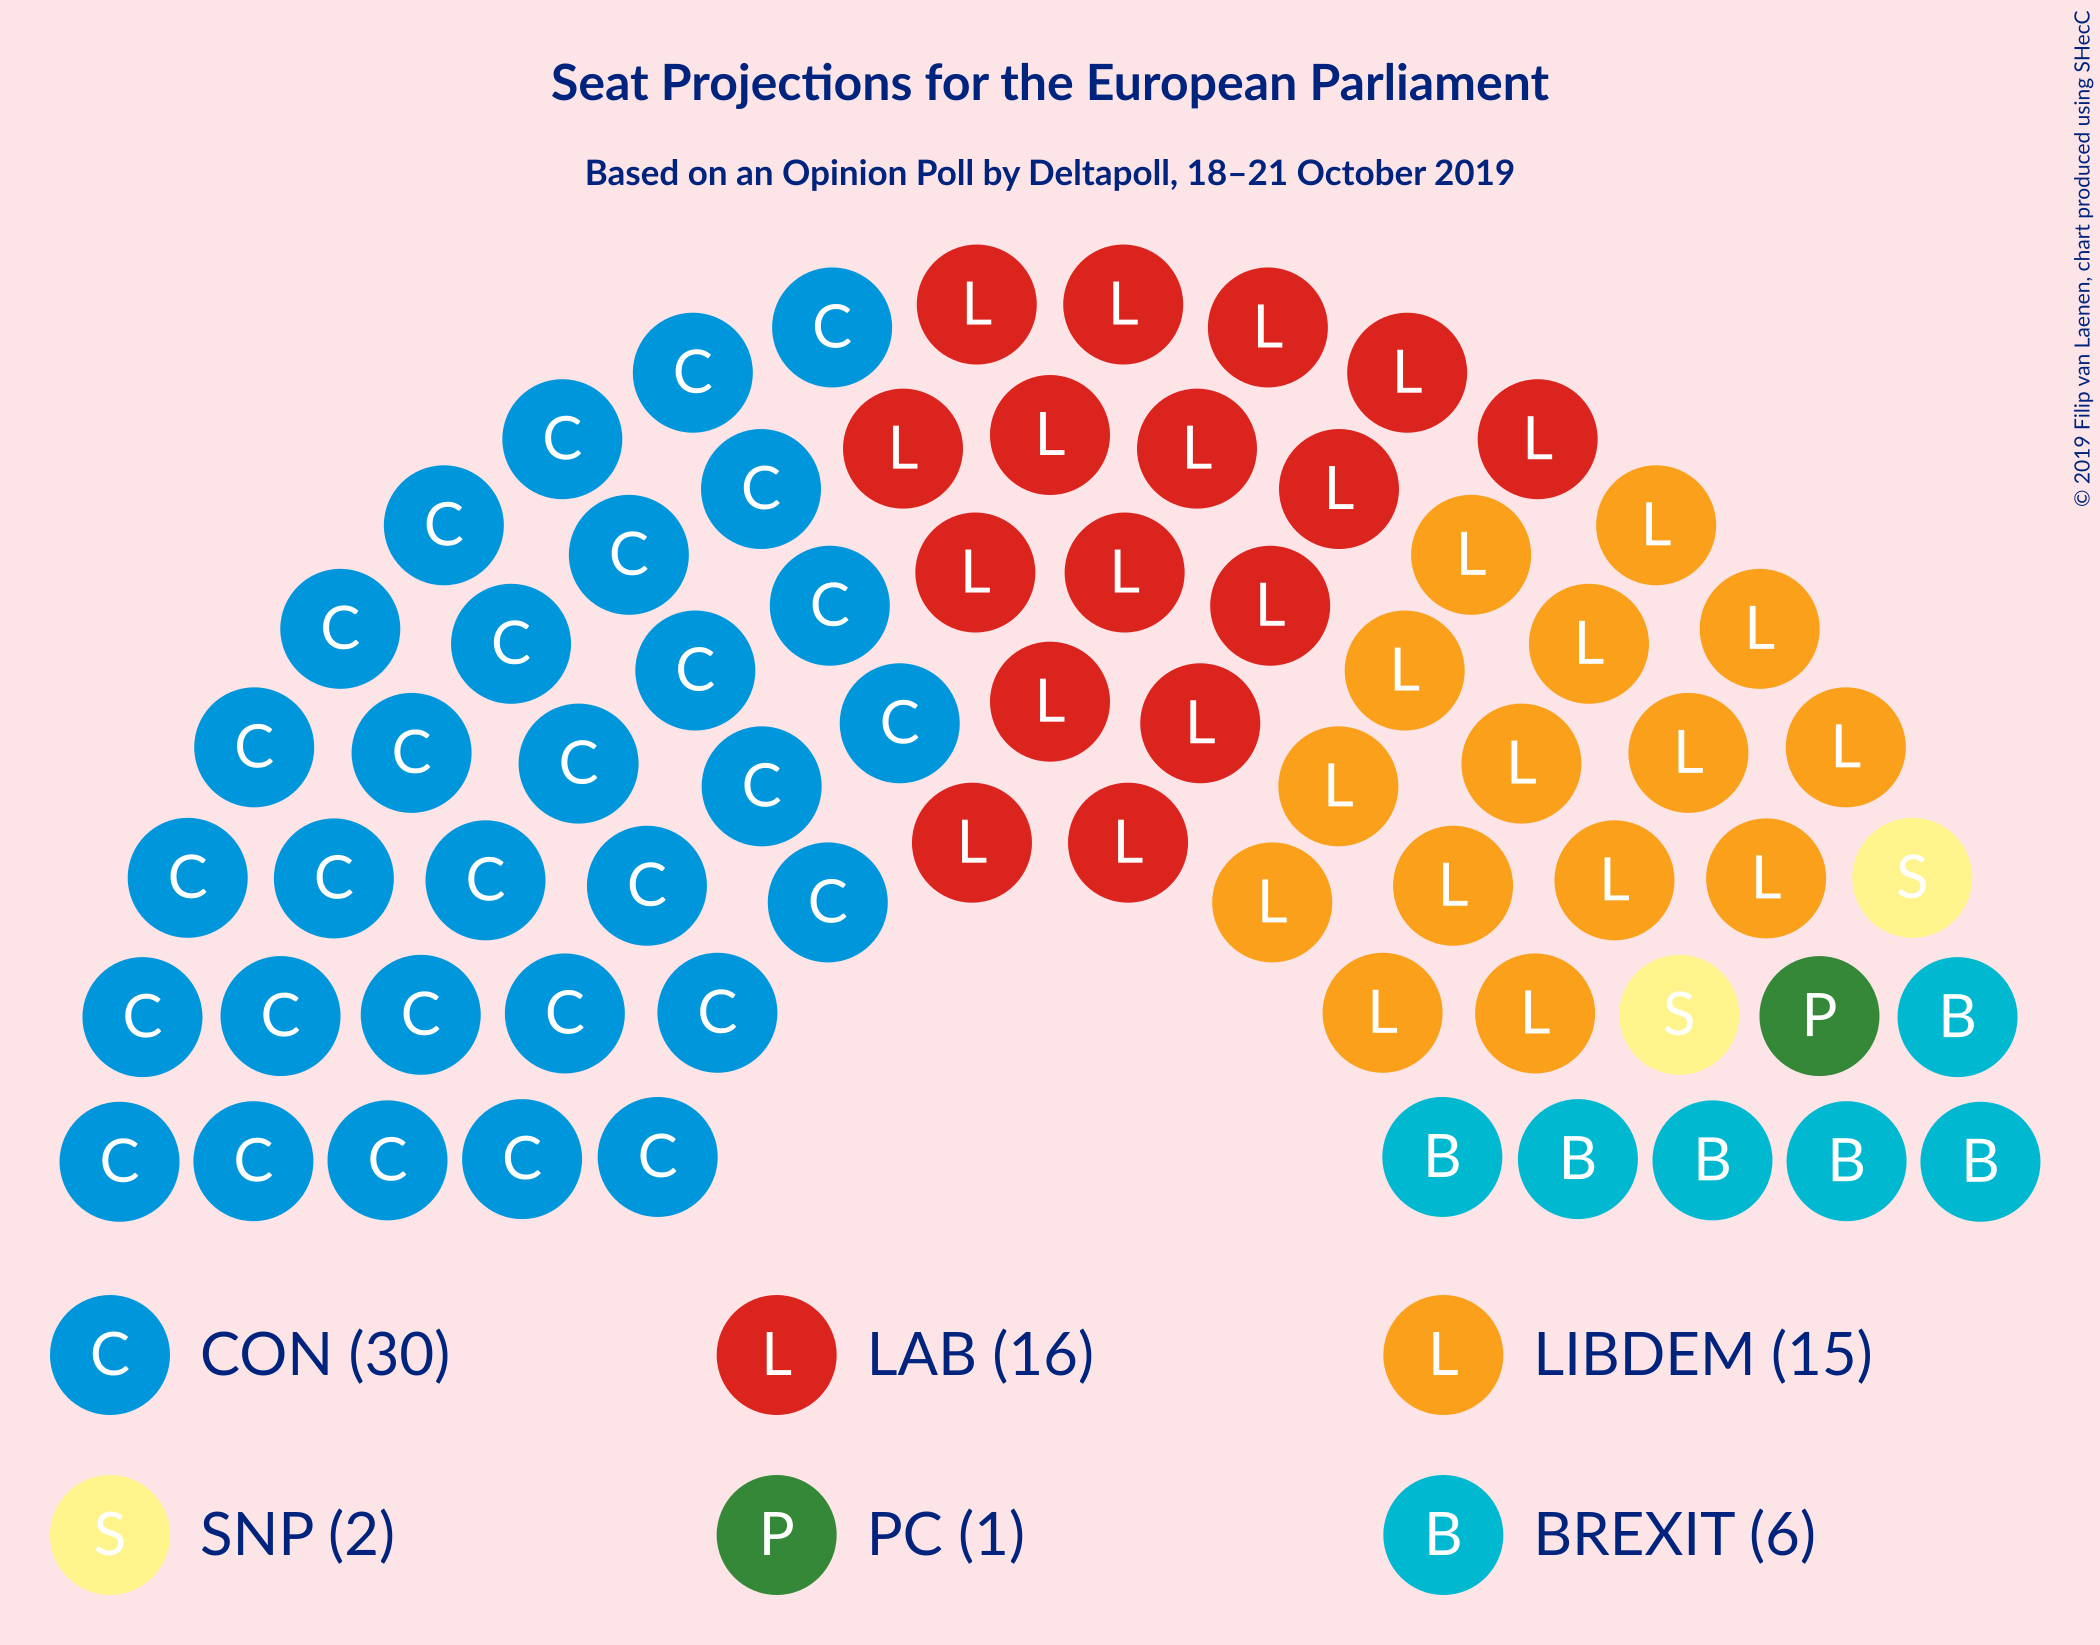 Seat Projections for the European Parliament
Based on an Opinion Poll by Deltapoll, 18–21 October 2019
© 2019 Filip van Laenen, chart produced using SHecC
L L
C L
C L
C L
L
C L L
C L
C L
C L
L L
C L
C L
C L
C L
C L
L
C L
C L
C L
C L
C L
L L
C C C C C L L L L S
C C C C C L L S P B
C C C C C B B B B B
C CON (30) L LAB (16) L LIBDEM (15)
S SNP (2) P PC (1) B BREXIT (6)